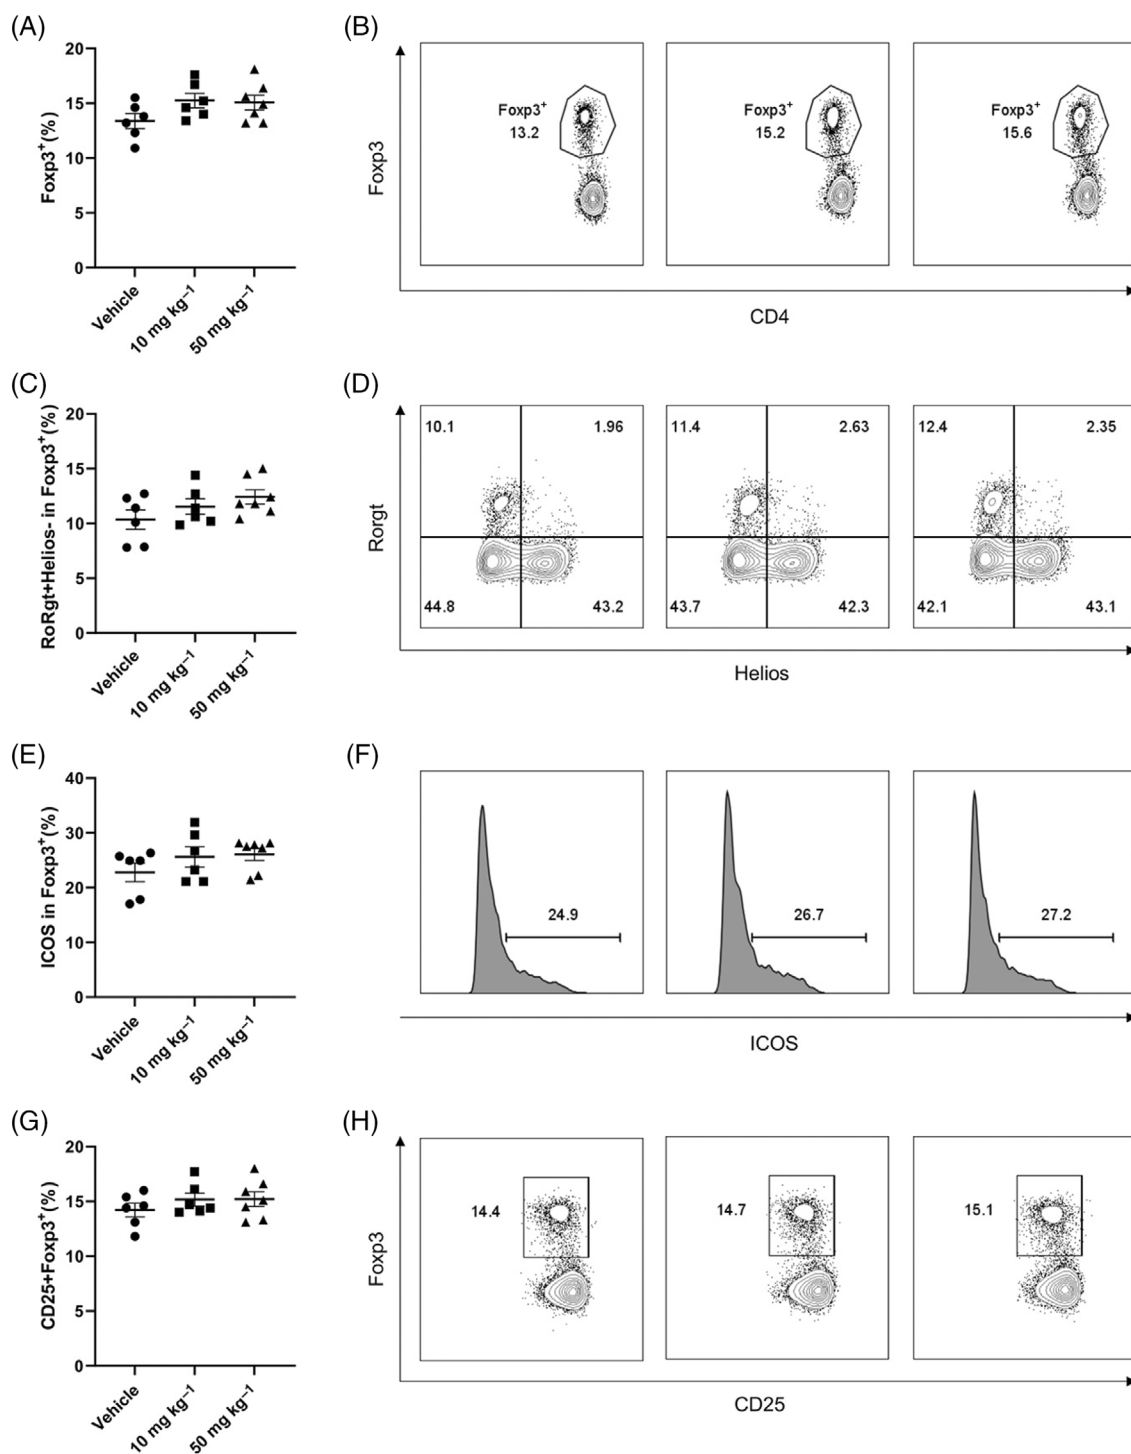 (A)
20
15
10
5
0
Foxp3⁺(%)
Vehicle
10 mg kg⁻¹
50 mg kg⁻¹
(B)
Foxp3
Foxp3⁺
13.2
Foxp3⁺
15.2
Foxp3⁺
15.6
CD4
(C)
20
15
10
5
0
RoRgt+Helios- in Foxp3⁺(%)
Vehicle
10 mg kg⁻¹
50 mg kg⁻¹
(D)
Rorgt
10.1 1.96
44.8 43.2
11.4 2.63
43.7 42.3
12.4 2.35
42.1 43.1
Helios
(E)
40
30
20
10
0
ICOS in Foxp3⁺(%)
Vehicle
10 mg kg⁻¹
50 mg kg⁻¹
(F)
24.9
26.7
27.2
ICOS
(G)
20
15
10
5
0
CD25+Foxp3⁺(%)
Vehicle
10 mg kg⁻¹
50 mg kg⁻¹
(H)
Foxp3
14.4
14.7
15.1
CD25